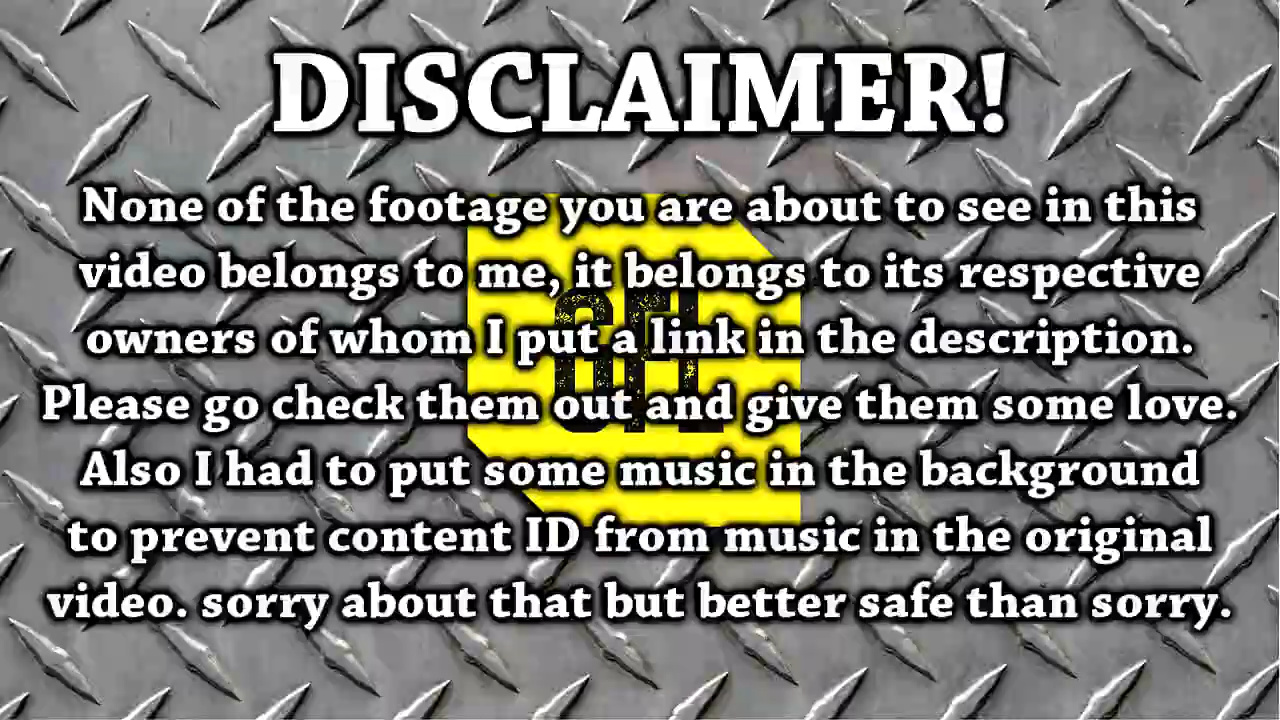 DISCLAIMER!
None of the footage you are about to see in this
video belongs to me, it belongs to its respective
owners of whom I put a link in the description.
Please go check them out and give them some love.
Also I had to put some music in the background
to prevent content ID from music in the original
video. sorry about that but better safe than sorry.
GFL